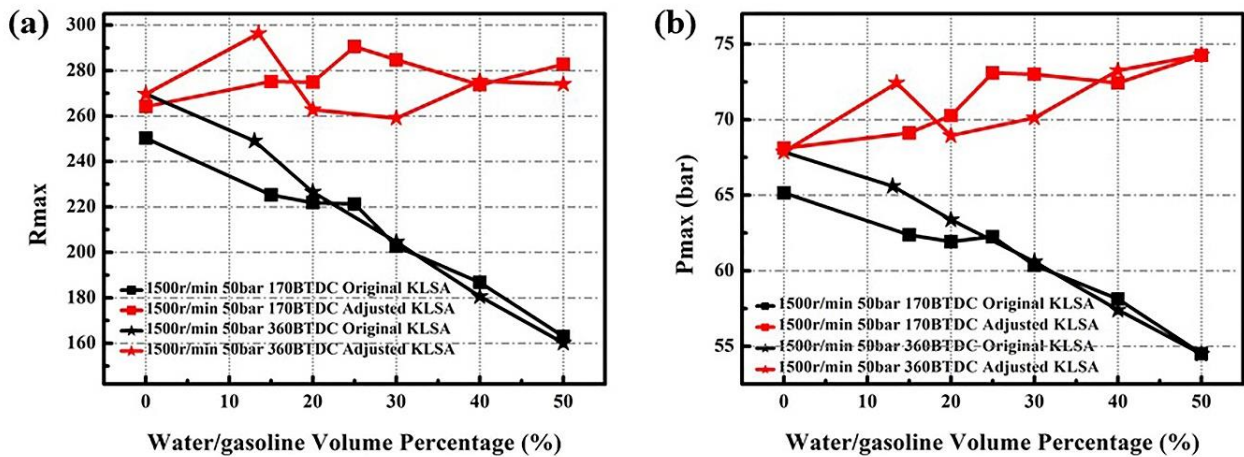 (a)
300
280
260
240
220
200
180
160
Rmax
1500r/min 50bar 170BTDC Original KLSA
1500r/min 50bar 170BTDC Adjusted KLSA
1500r/min 50bar 360BTDC Original KLSA
1500r/min 50bar 360BTDC Adjusted KLSA
0 10 20 30 40 50
Water/gasoline Volume Percentage (%)
(b)
75
70
65
60
55
Pmax (bar)
1500r/min 50bar 170BTDC Original KLSA
1500r/min 50bar 170BTDC Adjusted KLSA
1500r/min 50bar 360BTDC Original KLSA
1500r/min 50bar 360BTDC Adjusted KLSA
0 10 20 30 40 50
Water/gasoline Volume Percentage (%)